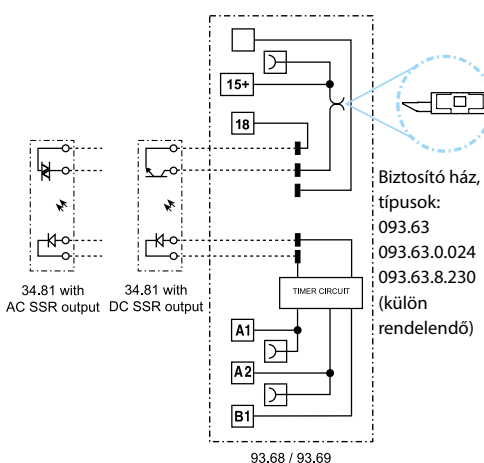 15+
18
34.81 with
AC SSR output
34.81 with
DC SSR output
TIMER CIRCUIT
A1
A2
B1
93.68 / 93.69
Biztosító ház,
típusok:
093.63
093.63.0.024
093.63.8.230
(külön
rendelendő)